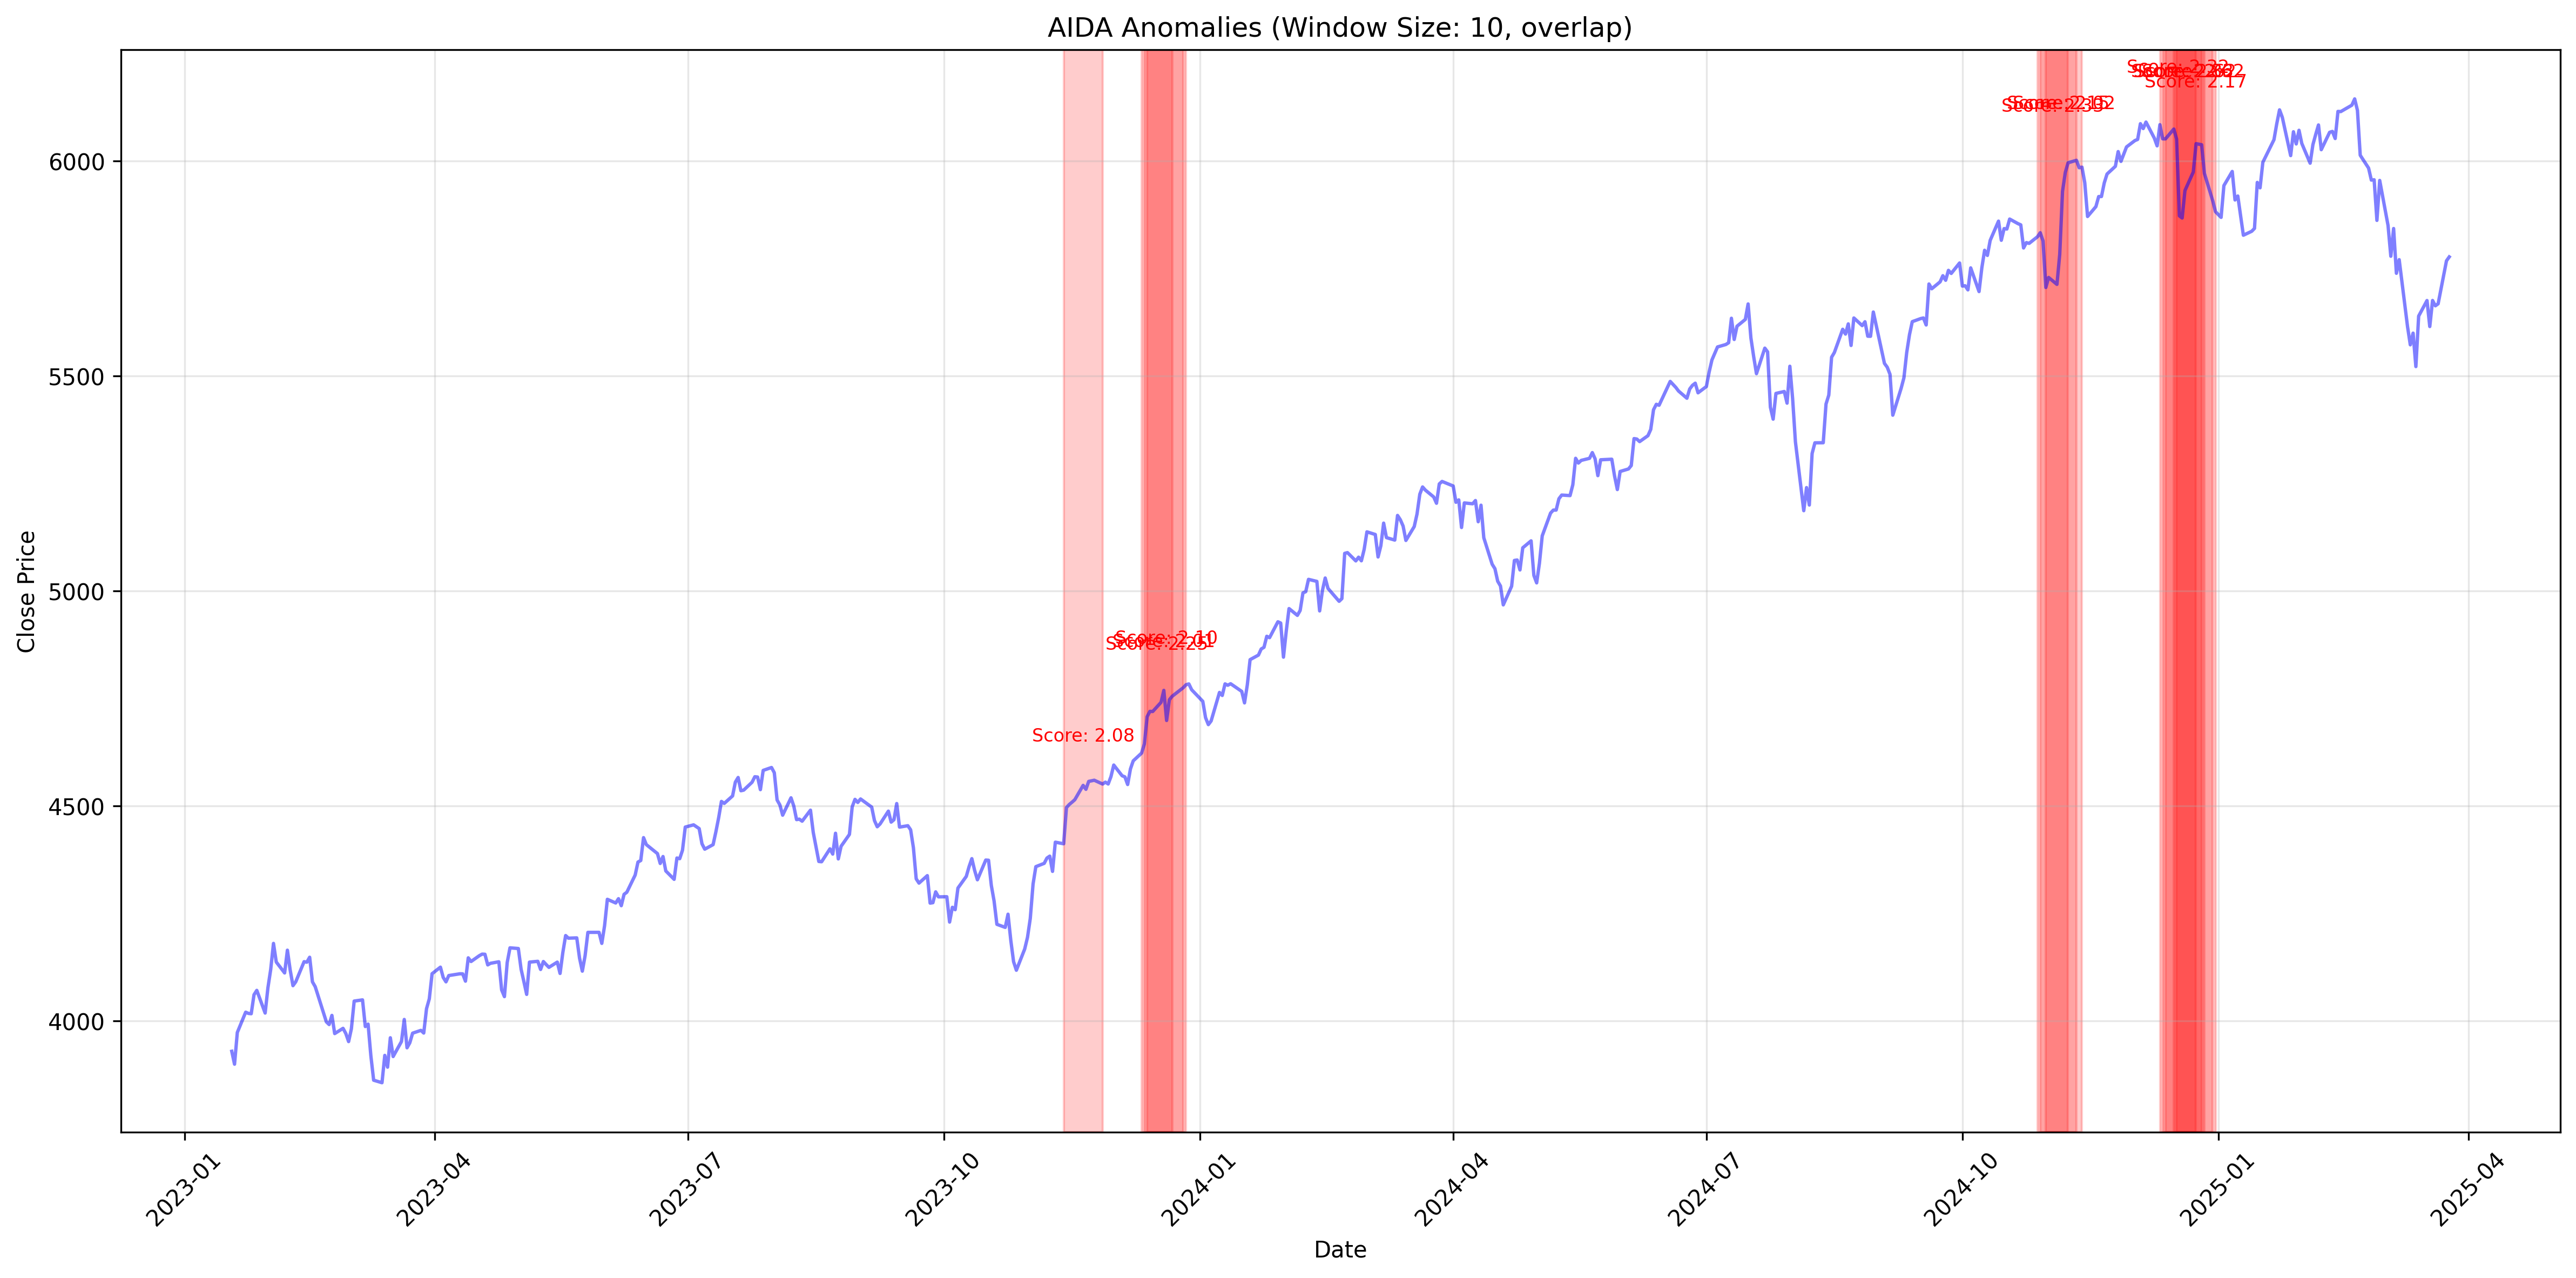 AIDA Anomalies (Window Size: 10, overlap)
Score: 2.17
Score: 2.10
Score: 2.08
6000
5500
5000
4500
4000
Close Price
2023-01
2023-04
2023-07
2023-10
2024-01
2024-04
2024-07
2024-10
2025-01
2025-04
Date